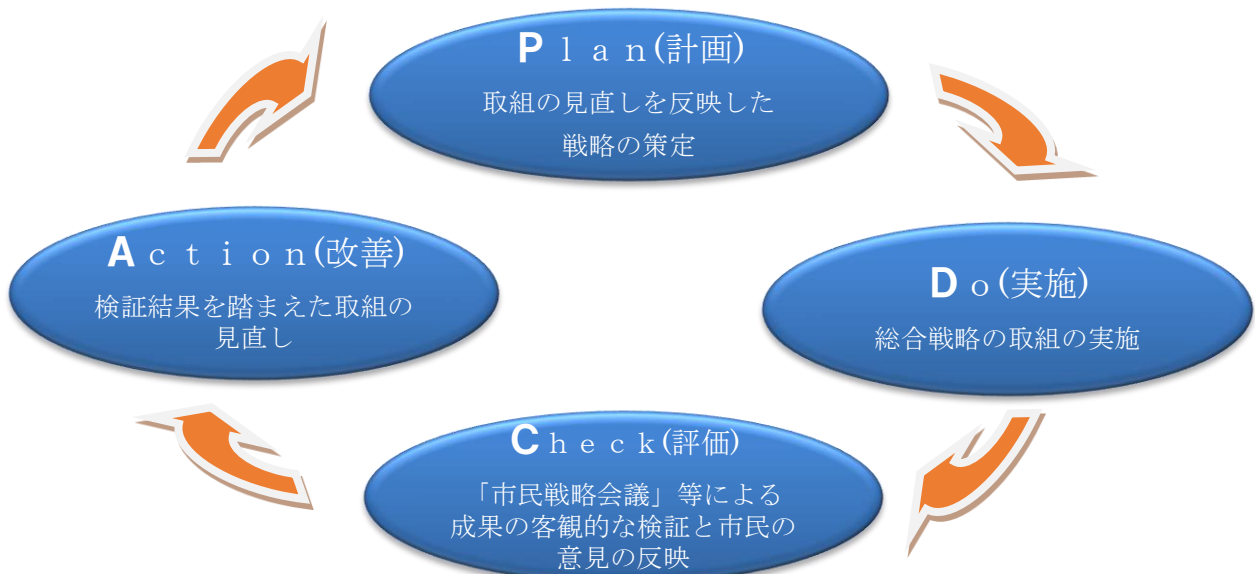 Plan(計画)
取組の見直しを反映した
戦略の策定
Action(改善)
検証結果を踏まえた取組の
見直し
Do(実施)
総合戦略の取組の実施
Check(評価)
「市民戦略会議」等による
成果の客観的な検証と市民の
意見の反映